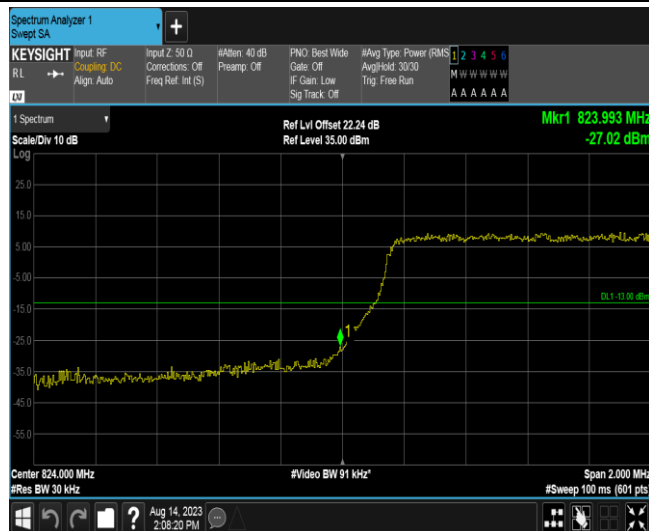 Spectrum Analyzer 1
Swept SA
KEYSIGHT
RL
Input: RF
Coupling: DC
Align: Auto
Input Z: 50 Ω
Corrections: Off
Freq Ref: Int (S)
#Atten: 40 dB
Preamp: Off
PNO: Best Wide
Gate: Off
IF Gain: Low
Sig Track: Off
#Avg Type: Power (RMS
Avg|Hold: 30/30
Trig: Free Run
1 2 3 4 5 6
M W W W W W
A A A A A A
1 Spectrum
Scale/Div 10 dB
Log
Ref Lvl Offset 22.24 dB
Ref Level 35.00 dBm
Mkr1 823.993 MHz
-27.02 dBm
25.0
15.0
5.00
-5.00
-15.0
-25.0
-35.0
-45.0
-55.0
DL1 -13.00 dBm
1
Center 824.000 MHz
#Res BW 30 kHz
#Video BW 91 kHz*
Span 2.000 MHz
#Sweep 100 ms (601 pts)
?
Aug 14, 2023
2:08:20 PM